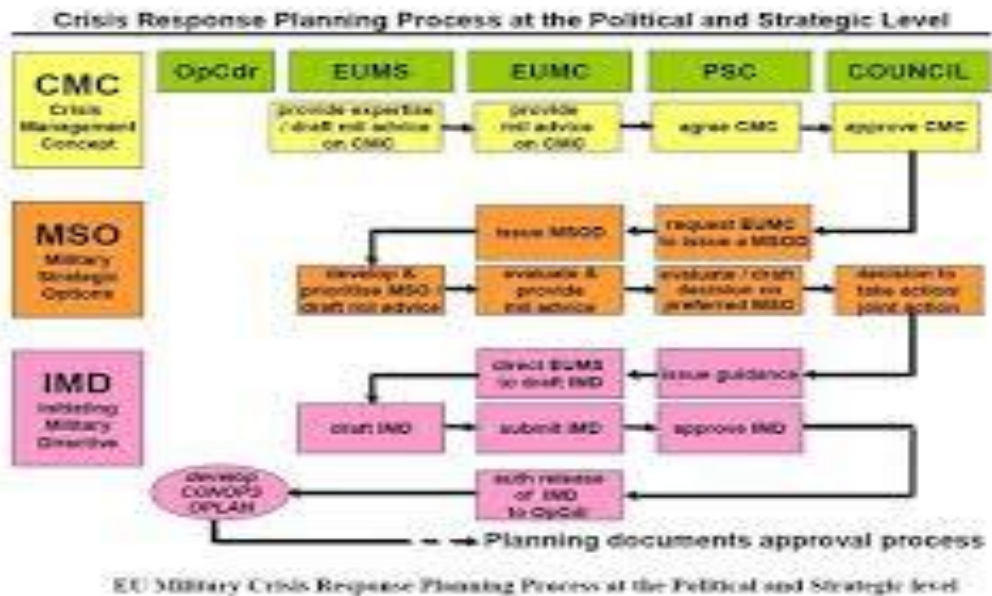 Crisis Response Planning Process at the Political and Strategic Level
CMC
Crisis
Management
Concept
OpCdr
EUMS
EUMC
PSC
COUNCIL
provide expertise
/ draft mil advice
on CMC
provide
mil advice
on CMC
agree CMC
approve CMC
MSO
Military
Strategic
Options
issue MSOD
request EUMC
to issue a MSOD
develop &
prioritise MSO /
draft mil advice
evaluate &
provide
mil advice
evaluate / draft
decision on
preferred MSO
decision to
take action/
joint action
IMD
Initiating
Military
Directive
direct EUMS
to draft IMD
issue guidance
draft IMD
submit IMD
approve IMD
develop
CONOPS
OPLAN
auth release
of IMD
to OpCdr
Planning documents approval process
EU Military Crisis Response Planning Process at the Political and Strategic level